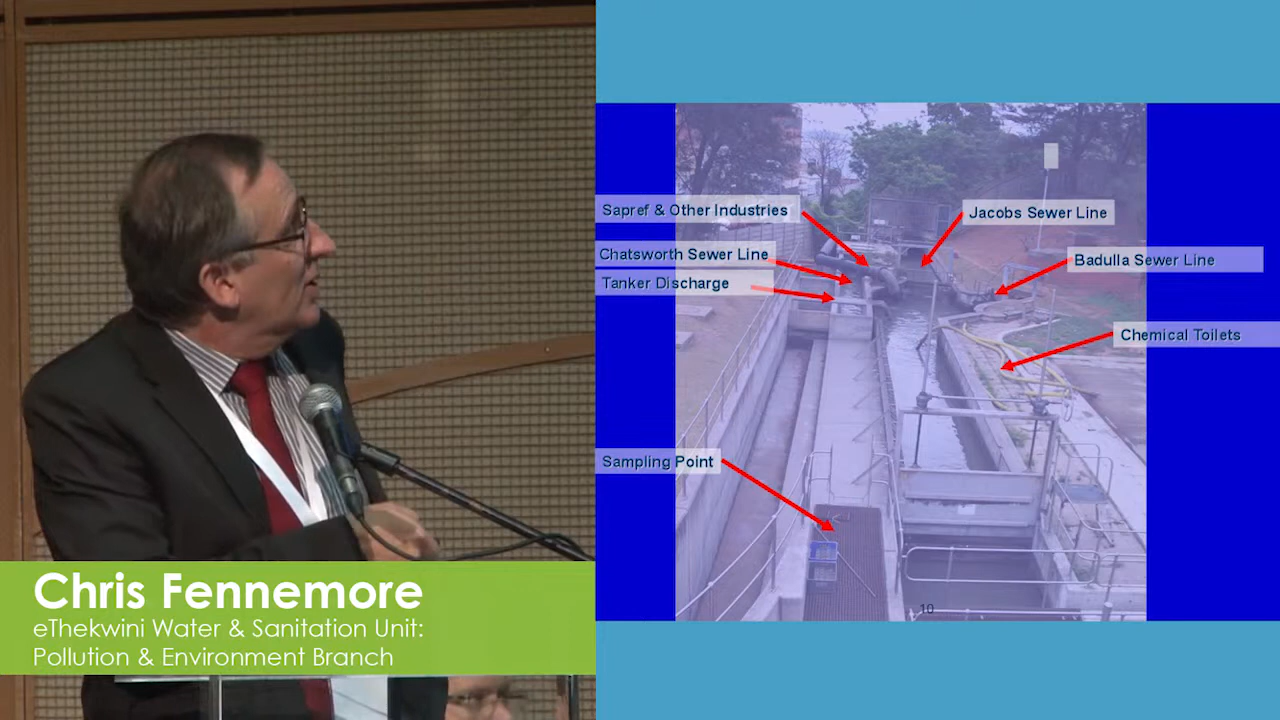 Sapref & Other Industries
Jacobs Sewer Line
Chatsworth Sewer Line
Badulla Sewer Line
Tanker Discharge
Chemical Toilets
Sampling Point
10
Chris Fennemore
eThekwini Water & Sanitation Unit:
Pollution & Environment Branch